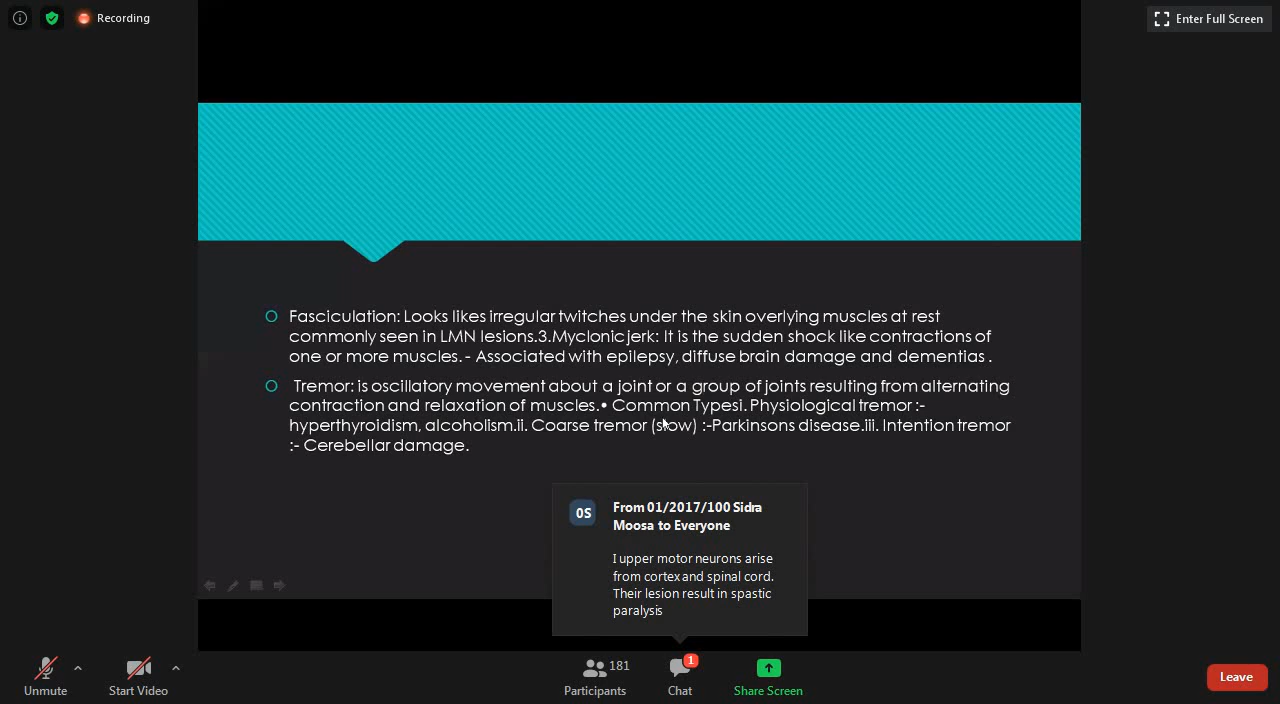 Recording
Enter Full Screen
Fasciculation: Looks likes irregular twitches under the skin overlying muscles at rest
commonly seen in LMN lesions.3.Myclonic jerk: It is the sudden shock like contractions of
one or more muscles. - Associated with epilepsy, diffuse brain damage and dementias .
Tremor: is oscillatory movement about a joint or a group of joints resulting from alternating
contraction and relaxation of muscles.• Common Typesi. Physiological tremor :-
hyperthyroidism, alcoholism.ii. Coarse tremor (slow) :-Parkinsons disease.iii. Intention tremor
:- Cerebellar damage.
0S
From 01/2017/100 Sidra
Moosa to Everyone
I upper motor neurons arise
from cortex and spinal cord.
Their lesion result in spastic
paralysis
Unmute
Start Video
181
Participants
1
Chat
Share Screen
Leave